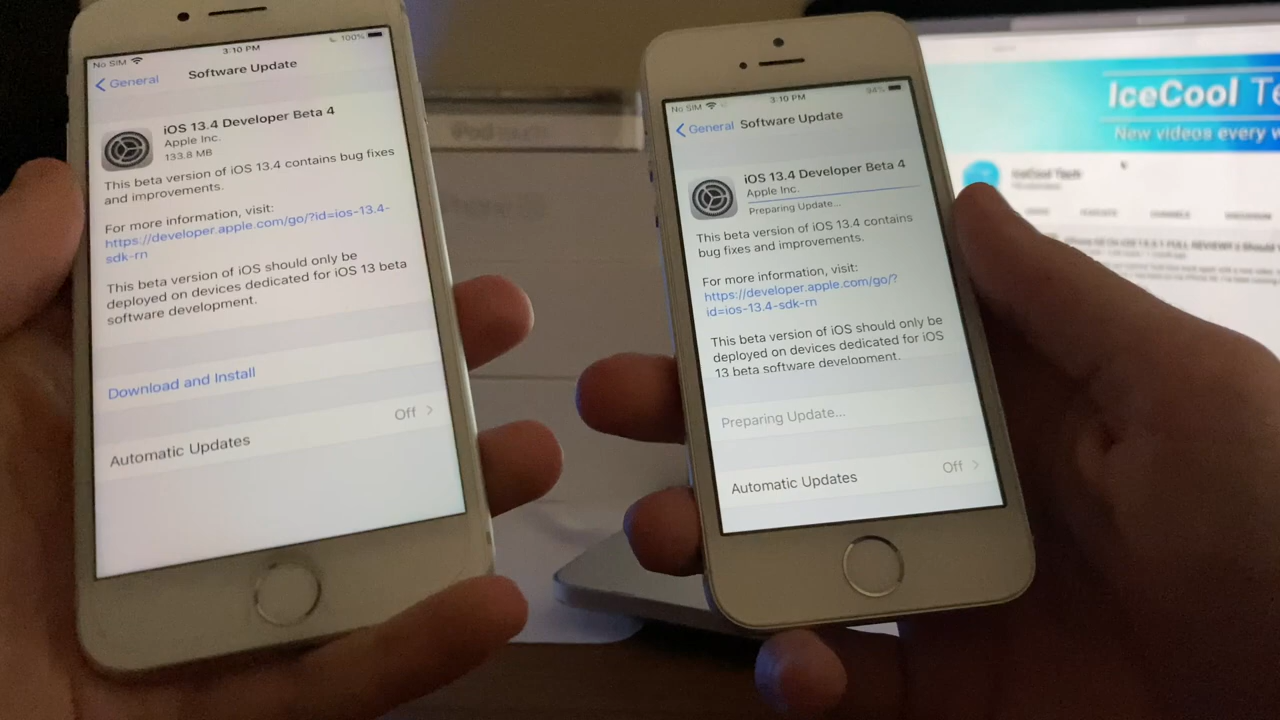 No SIM
3:10 PM
100%
General
Software Update
iOS 13.4 Developer Beta 4
Apple Inc.
133.8 MB
This beta version of iOS 13.4 contains bug fixes
and improvements.
For more information, visit:
https://developer.apple.com/go/?id=ios-13.4-
sdk-rn
This beta version of iOS should only be
deployed on devices dedicated for iOS 13 beta
software development.
Download and Install
Automatic Updates
Off
No SIM
3:10 PM
94%
General
Software Update
iOS 13.4 Developer Beta 4
Apple Inc.
Preparing Update...
This beta version of iOS 13.4 contains
bug fixes and improvements.
For more information, visit:
https://developer.apple.com/go/?
id=ios-13.4-sdk-rn
This beta version of iOS should only be
deployed on devices dedicated for iOS
13 beta software development.
Preparing Update...
Automatic Updates
Off
iPod
IceCool Te
New videos every w
IceCool Tech